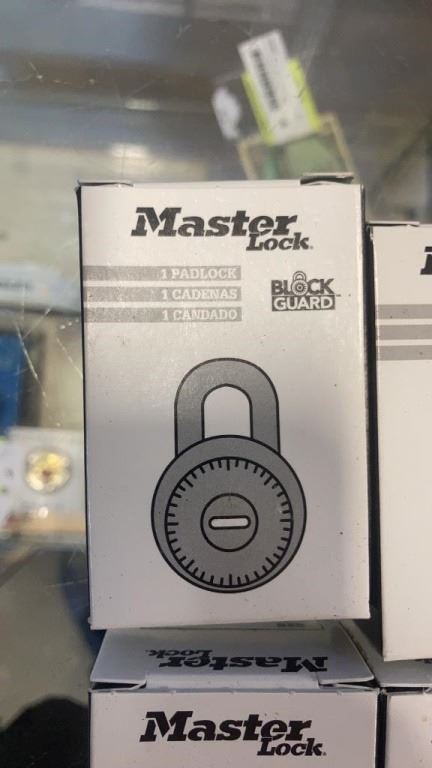 Master
Lock.
1 PADLOCK
1 CADENAS
1 CANDADO
BLOCK
GUARD
Master
Lock.
Master
Lock.